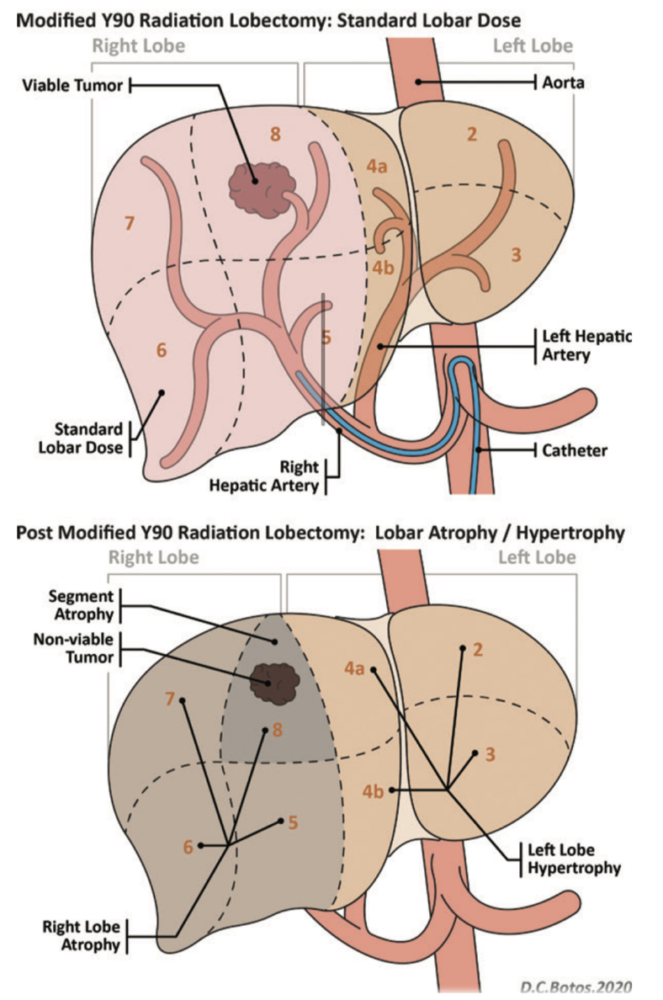 Modified Y90 Radiation Lobectomy: Standard Lobar Dose
Right Lobe
Left Lobe
Viable Tumor
Aorta
8
2
4a
7
3
4b
5
6
Left Hepatic
Artery
Standard
Lobar Dose
Catheter
Right
Hepatic Artery
Post Modified Y90 Radiation Lobectomy:  Lobar Atrophy / Hypertrophy
Right Lobe
Left Lobe
Segment
Atrophy
Non-viable
Tumor
2
4a
7
8
3
4b
5
6
Left Lobe
Hypertrophy
Right Lobe
Atrophy
D.C.Botos.2020